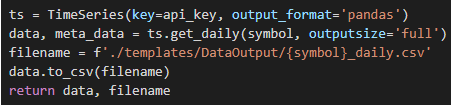 ts = TimeSeries(key=api_key, output_format='pandas')
data, meta_data = ts.get_daily(symbol, outputsize='full')
filename = f'./templates/DataOutput/{symbol}_daily.csv'
data.to_csv(filename)
return data, filename